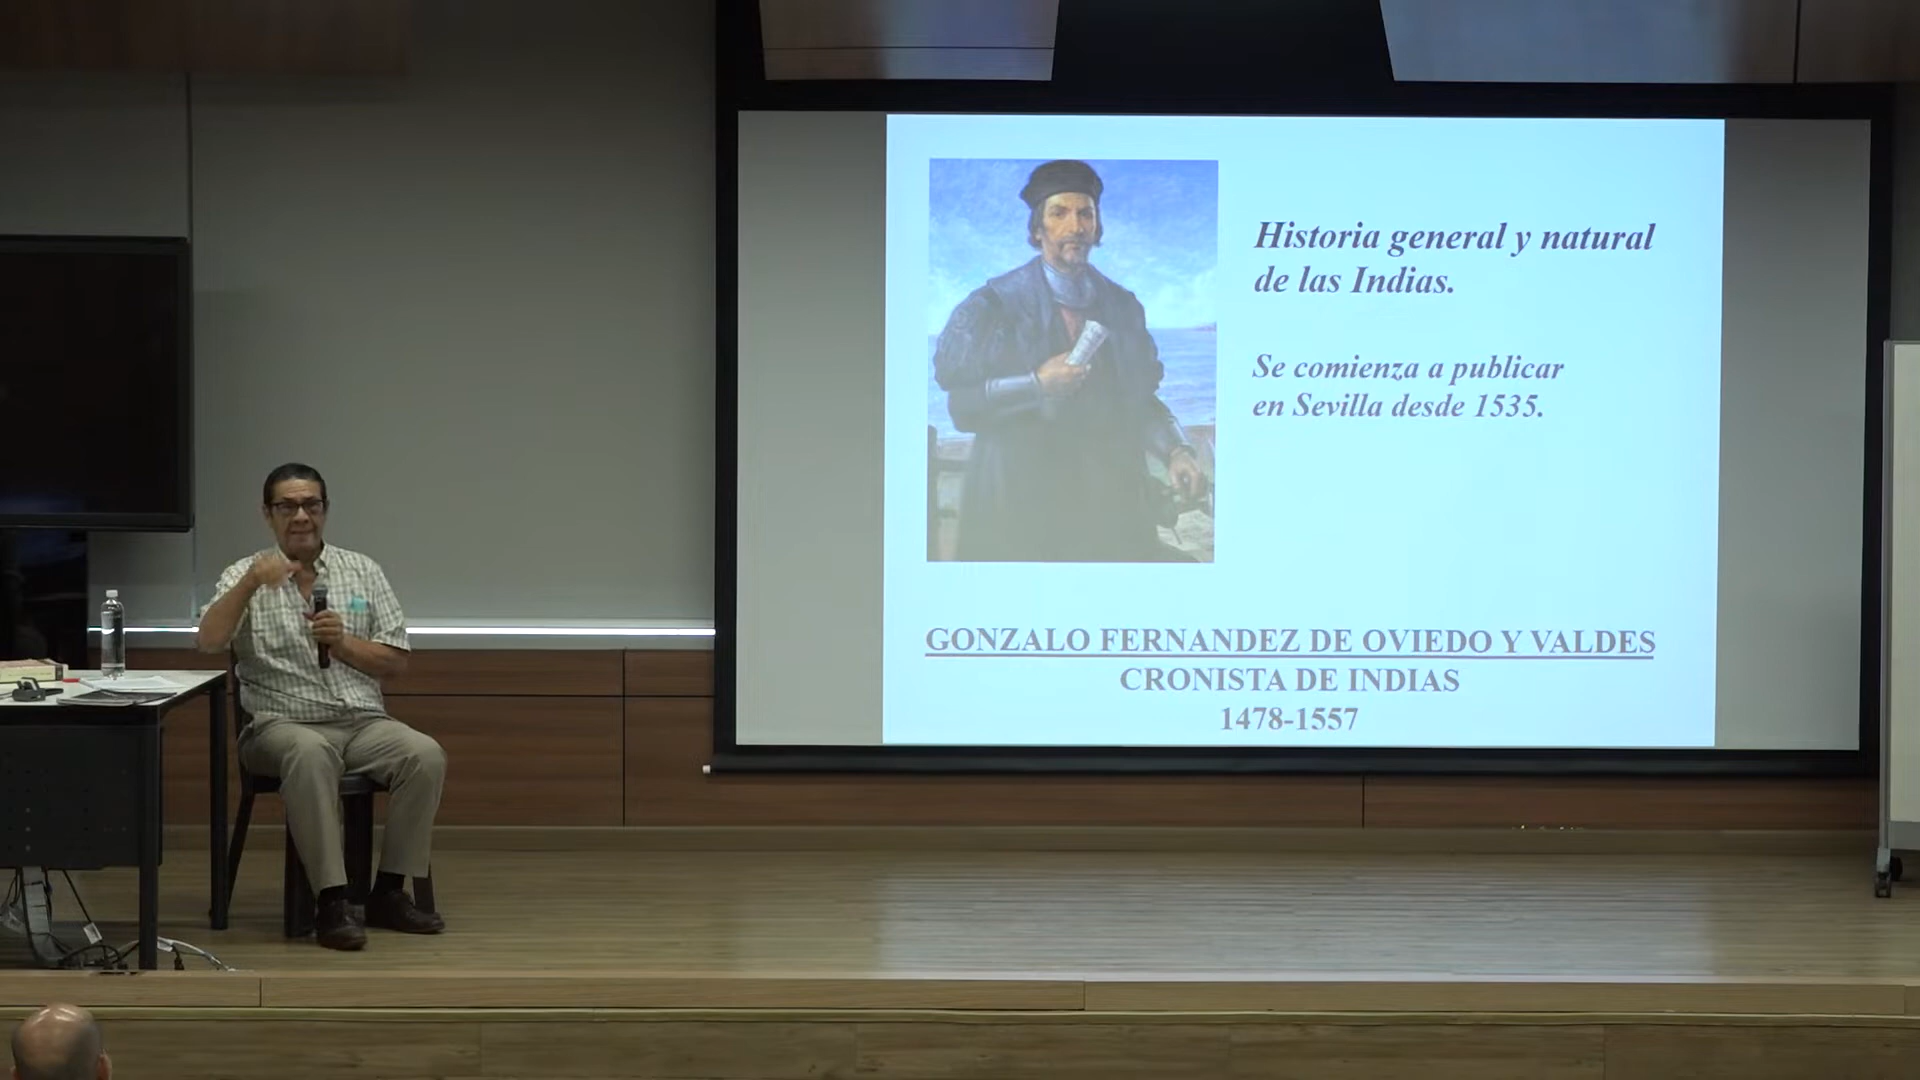 Historia general y natural
de las Indias.
Se comienza a publicar
en Sevilla desde 1535.
GONZALO FERNANDEZ DE OVIEDO Y VALDES
CRONISTA DE INDIAS
1478-1557